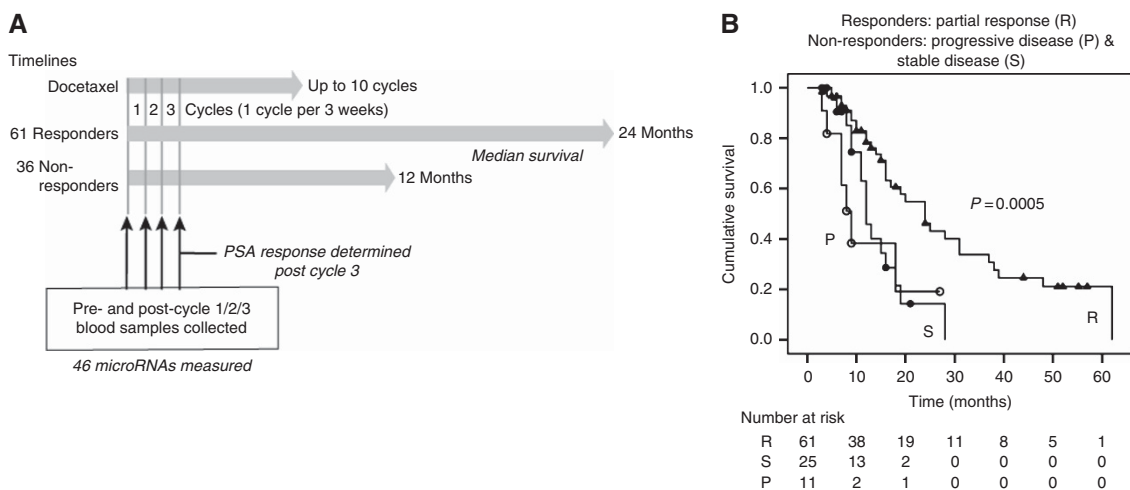 A
Timelines
Docetaxel
Up to 10 cycles
1 2 3 Cycles (1 cycle per 3 weeks)
61 Responders
24 Months
Median survival
36 Non-
responders
12 Months
PSA response determined
post cycle 3
Pre- and post-cycle 1/2/3
blood samples collected
46 microRNAs measured
B
Responders: partial response (R)
Non-responders: progressive disease (P) &
stable disease (S)
Cumulative survival
1.0
0.8
0.6
0.4
0.2
0.0
P = 0.0005
P
S
R
0 10 20 30 40 50 60
Time (months)
Number at risk
R 61 38 19 11 8 5 1
S 25 13 2 0 0 0 0
P 11 2 1 0 0 0 0